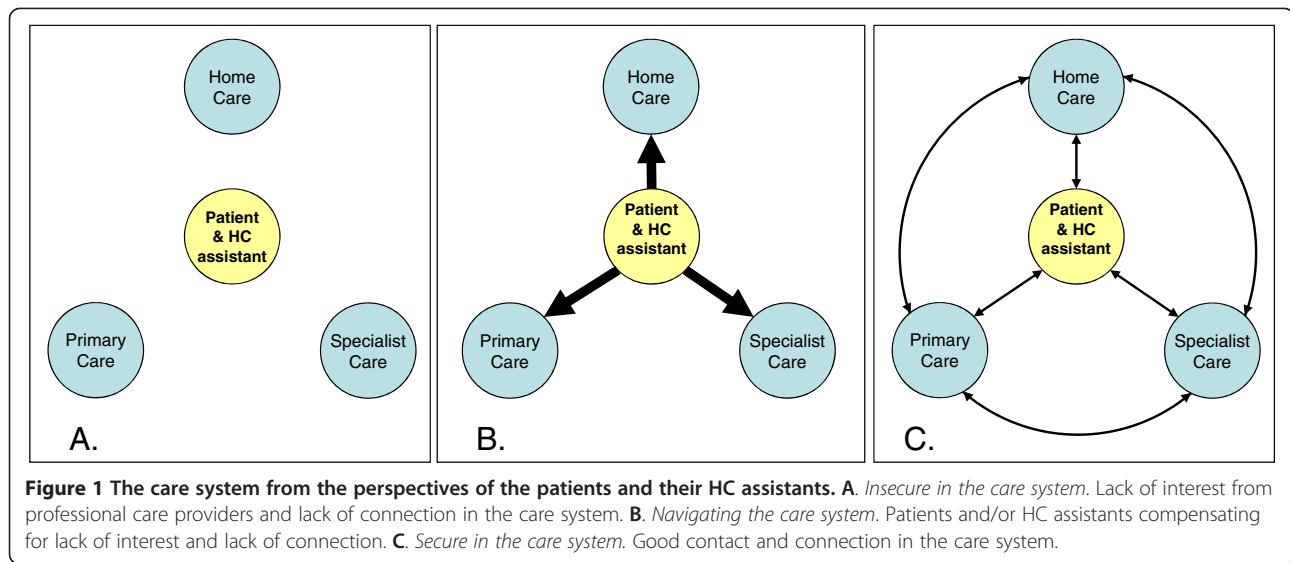 Home
Care
Patient
& HC
assistant
Primary
Care
Specialist
Care
A.
Home
Care
Patient
& HC
assistant
Primary
Care
Specialist
Care
B.
Home
Care
Patient
& HC
assistant
Primary
Care
Specialist
Care
C.
Figure 1 The care system from the perspectives of the patients and their HC assistants. A. Insecure in the care system. Lack of interest from
professional care providers and lack of connection in the care system. B. Navigating the care system. Patients and/or HC assistants compensating
for lack of interest and lack of connection. C. Secure in the care system. Good contact and connection in the care system.